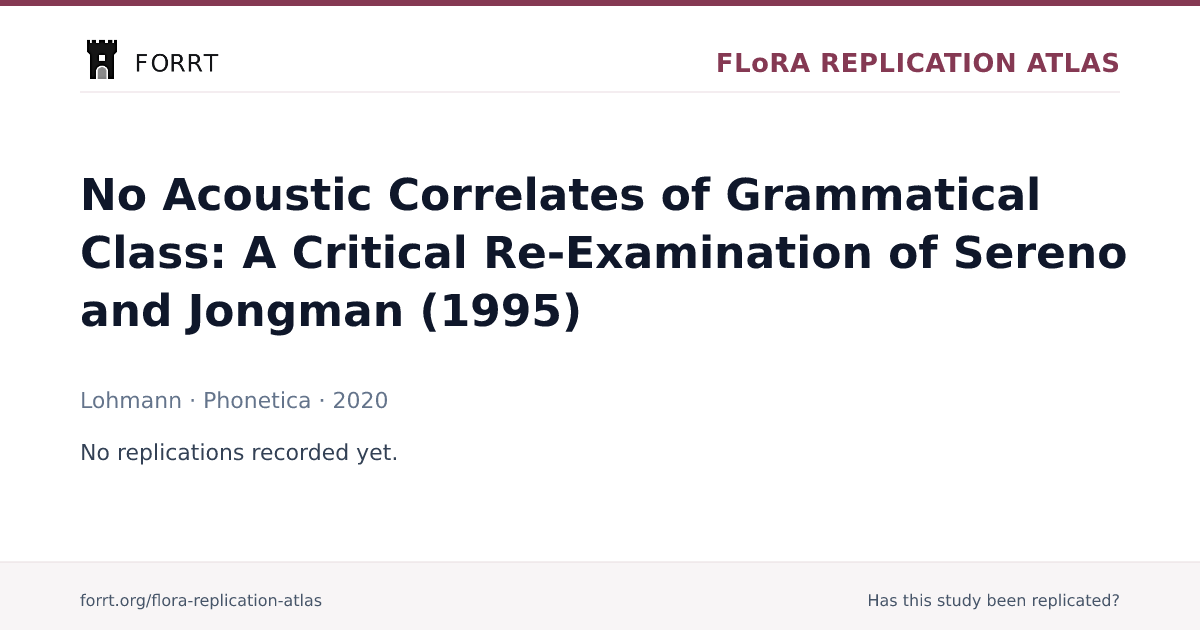 FORRT
FLoRA REPLICATION ATLAS
No Acoustic Correlates of Grammatical
Class: A Critical Re-Examination of Sereno
and Jongman (1995)
Lohmann · Phonetica · 2020
No replications recorded yet.
forrt.org/flora-replication-atlas
Has this study been replicated?